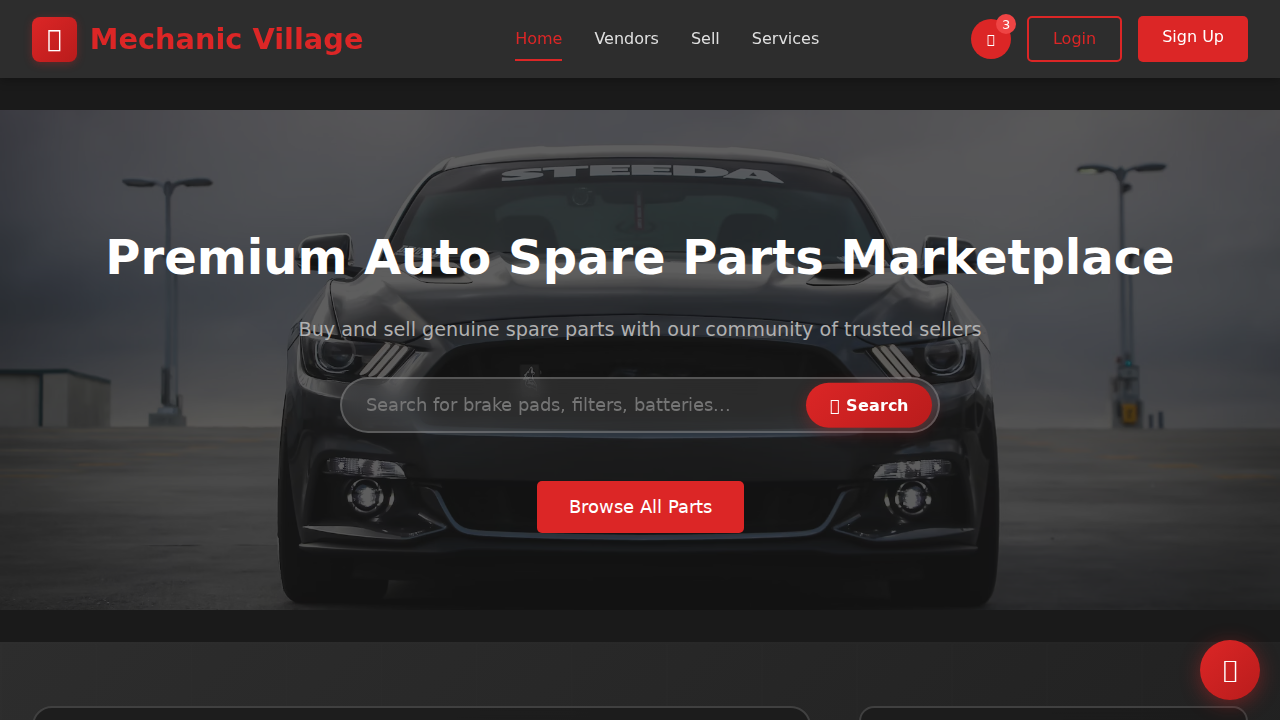 Mechanic Village
Home
Vendors
Sell
Services
3
Login
Sign Up
STEEDA
Premium Auto Spare Parts Marketplace
Buy and sell genuine spare parts with our community of trusted sellers
Search for brake pads, filters, batteries...
Search
Browse All Parts